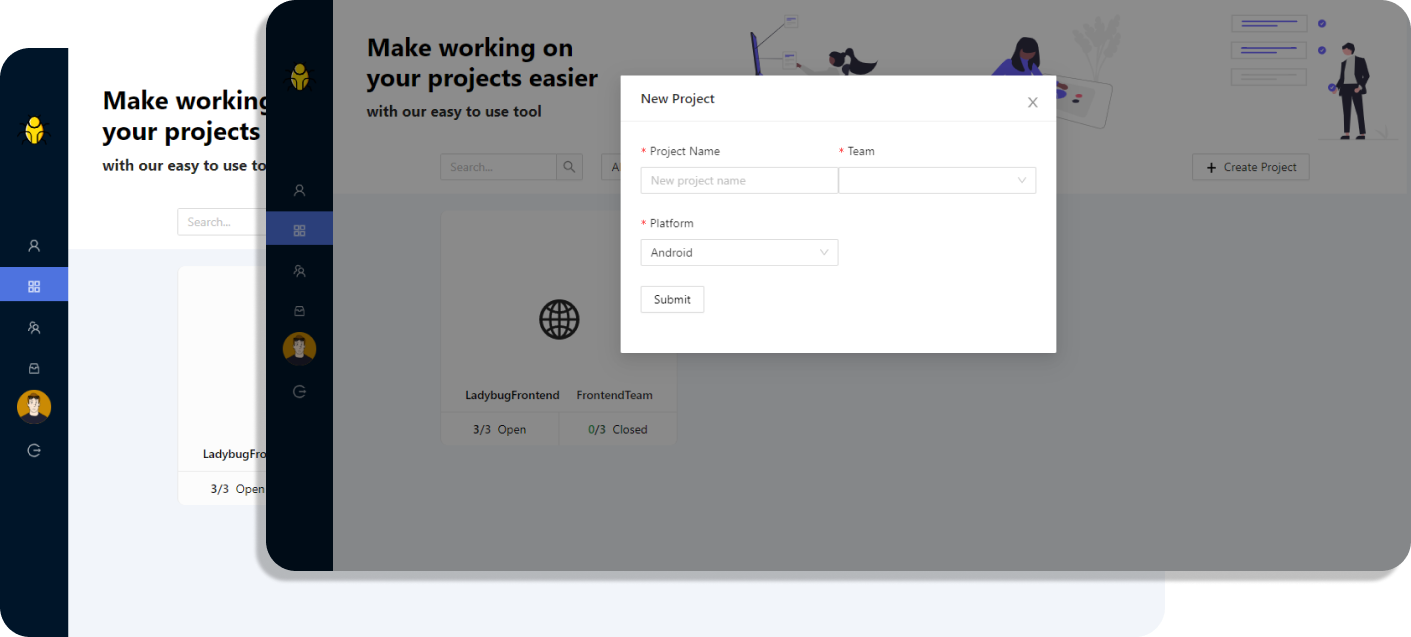 Make working
your projects
with our easy to use to
Search...
LadybugFro
3/3 Open
Make working on
your projects easier
with our easy to use tool
Search...
+ Create Project
New Project
* Project Name
* Team
New project name
* Platform
Android
Submit
LadybugFrontend FrontendTeam
3/3 Open
0/3 Closed